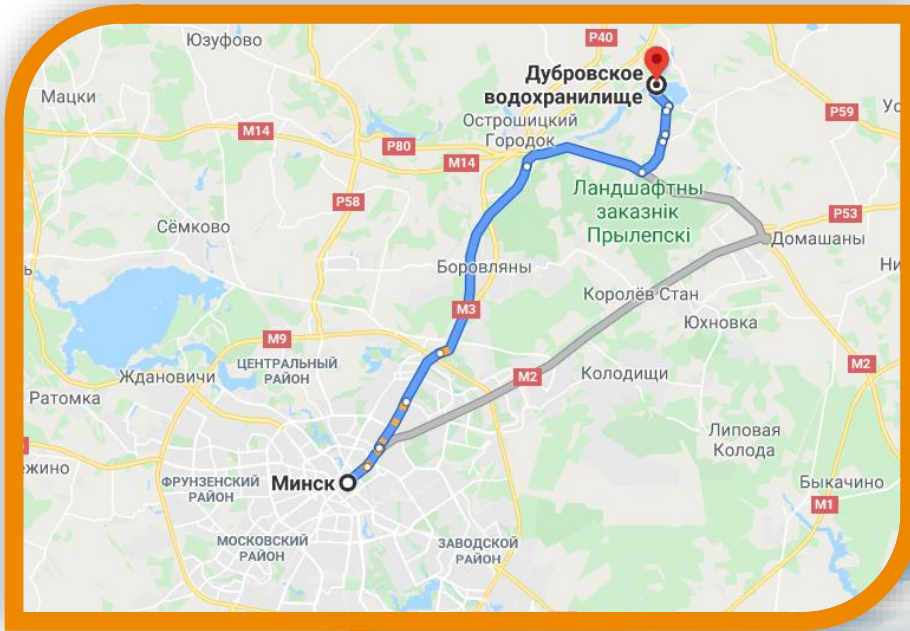 Юзуфово
P40
Дубровское
водохранилище
Мацки
P59
M14
Острошицкий
Городок
P80
M14
P58
Ландшафтны
заказнік
Прылепскі
P53
Сёмково
Домашаны
Боровляны
Королёв Стан
M3
Юхновка
M9
ЦЕНТРАЛЬНЫЙ
РАЙОН
Ждановичи
M2
Колодищи
M2
Ратомка
Липовая
Колода
Минск
ФРУНЗЕНСКИЙ
РАЙОН
Быкачино
M1
МОСКОВСКИЙ
РАЙОН
ЗАВОДСКОЙ
РАЙОН